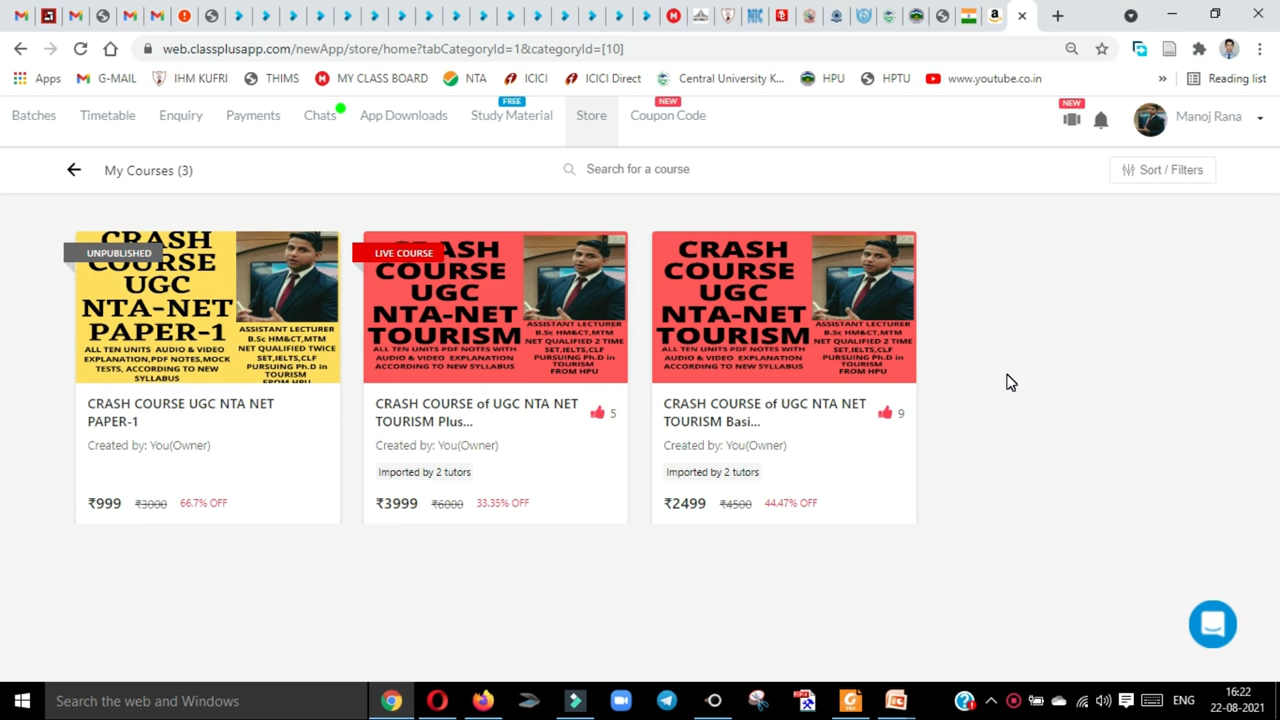 web.classplusapp.com/newApp/store/home?tabCategoryId=1&categoryId=[10]
Apps G-MAIL IHM KUFRI THIMS MY CLASS BOARD NTA ICICI ICICI Direct Central University K... HPU HPTU www.youtube.co.in » Reading list
FREE NEW NEW
Batches Timetable Enquiry Payments Chats App Downloads Study Material Store Coupon Code Manoj Rana
My Courses (3) Search for a course Sort / Filters
UNPUBLISHED
CRASH
COURSE
UGC
NTA-NET
PAPER-1
ALL TEN UNITS AUDIO & VIDEO
EXPLANATION,PDF NOTES,MOCK
TESTS, ACCORDING TO NEW
SYLLABUS
ASSISTANT LECTURER
B.Sc HM&CT,MTM
NET QUALIFIED TWICE
SET,IELTS,CLF
PURSUING Ph.D in
TOURISM
FROM HPU
CRASH COURSE UGC NTA NET
PAPER-1
Created by: You(Owner)
₹999 ₹3000 66.7% OFF
LIVE COURSE
CRASH
COURSE
UGC
NTA-NET
TOURISM
ALL TEN UNITS PDF NOTES WITH
AUDIO & VIDEO EXPLANATION
ACCORDING TO NEW SYLLABUS
ASSISTANT LECTURER
B.Sc HM&CT,MTM
NET QUALIFIED 2 TIME
SET,IELTS,CLF
PURSUING Ph.D in
TOURISM
FROM HPU
CRASH COURSE of UGC NTA NET
TOURISM Plus... 5
Created by: You(Owner)
Imported by 2 tutors
₹3999 ₹6000 33.35% OFF
CRASH
COURSE
UGC
NTA-NET
TOURISM
ALL TEN UNITS PDF NOTES WITH
AUDIO & VIDEO EXPLANATION
ACCORDING TO NEW SYLLABUS
ASSISTANT LECTURER
B.Sc HM&CT,MTM
NET QUALIFIED 2 TIME
SET,IELTS,CLF
PURSUING Ph.D in
TOURISM
FROM HPU
CRASH COURSE of UGC NTA NET
TOURISM Basi... 9
Created by: You(Owner)
Imported by 2 tutors
₹2499 ₹4500 44.47% OFF
Search the web and Windows
ENG
16:22
22-08-2021